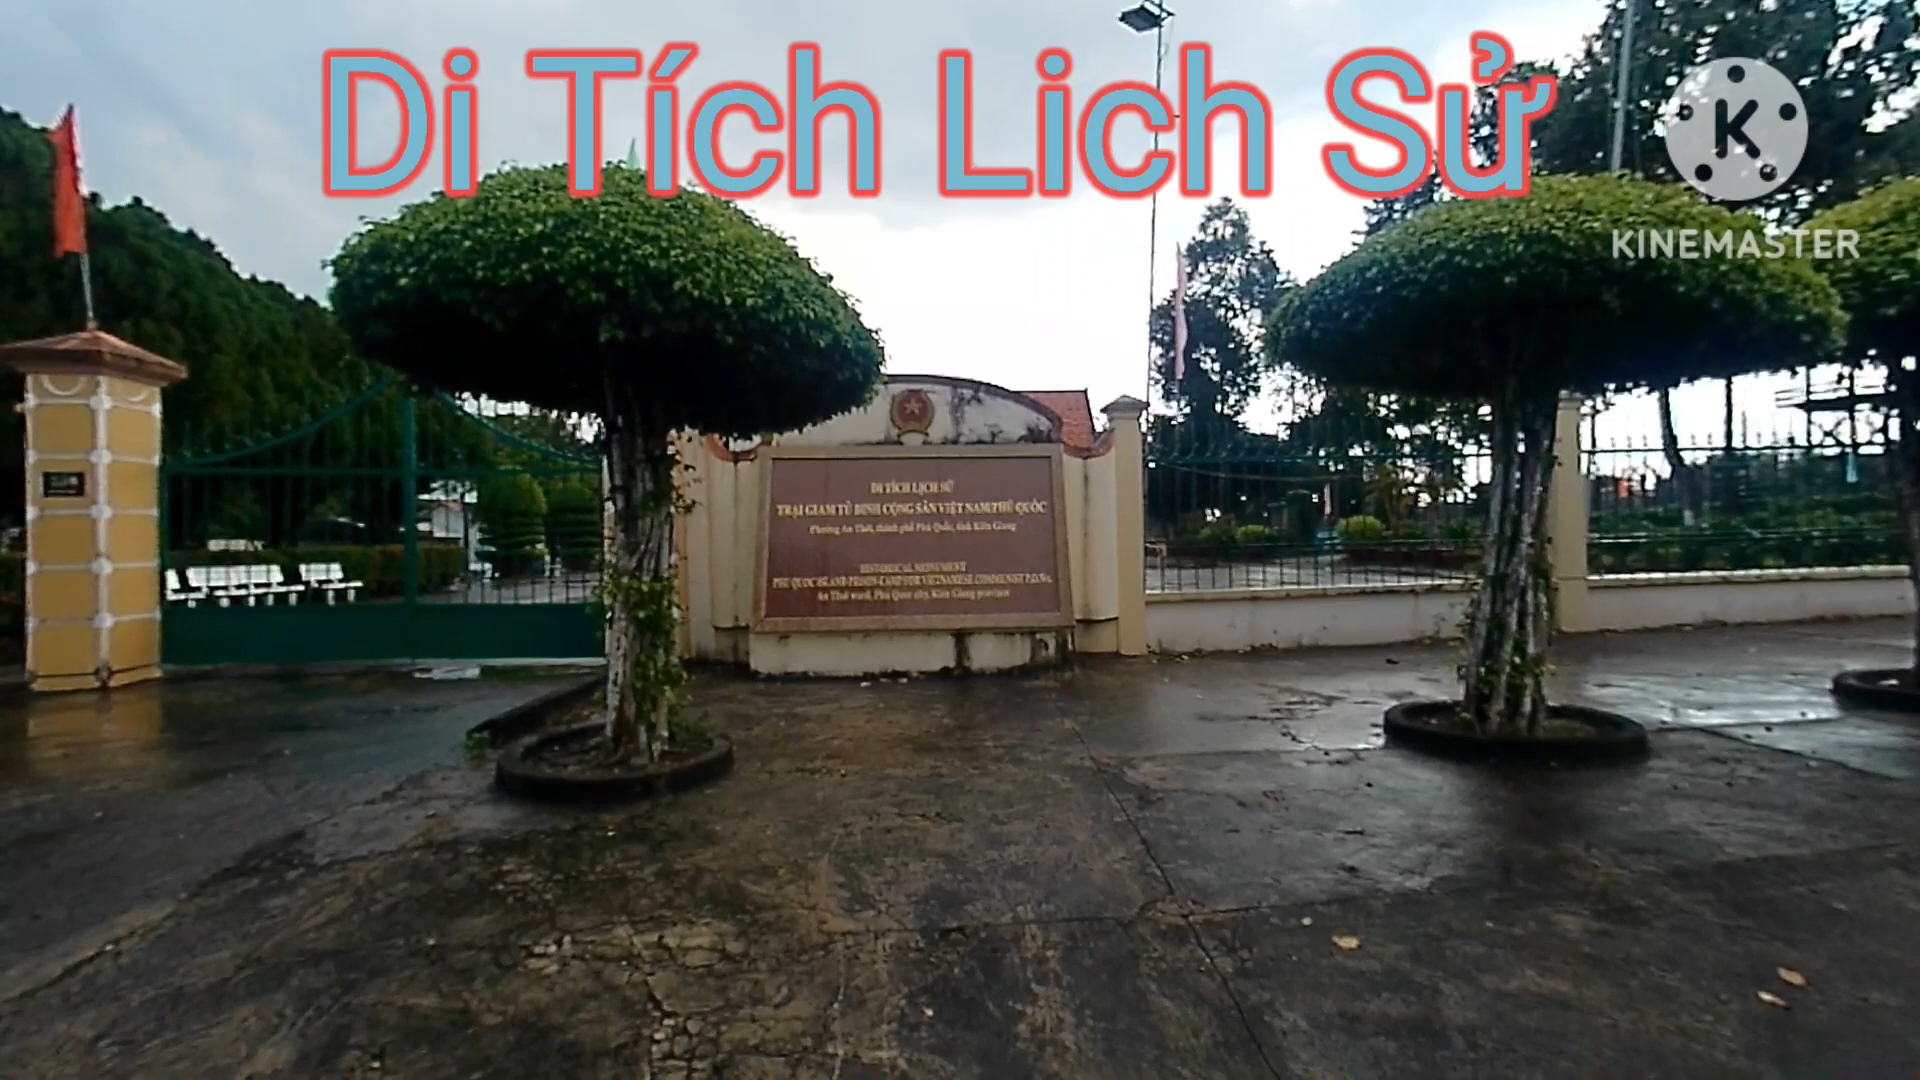 Di Tích Lich Sử
K
KINEMASTER
DI TÍCH LỊCH SỬ
TRẠI GIAM TÙ BINH CỘNG SẢN VIỆT NAM/PHÚ QUỐC
Phường An Thới, thành phố Phú Quốc, tỉnh Kiên Giang
HISTORICAL MONUMENT
PHU QUOC ISLAND PRISON-CAMP FOR VIETNAMESE COMMUNIST P.O.Ws.
An Thoi ward, Phu Quoc city, Kien Giang province